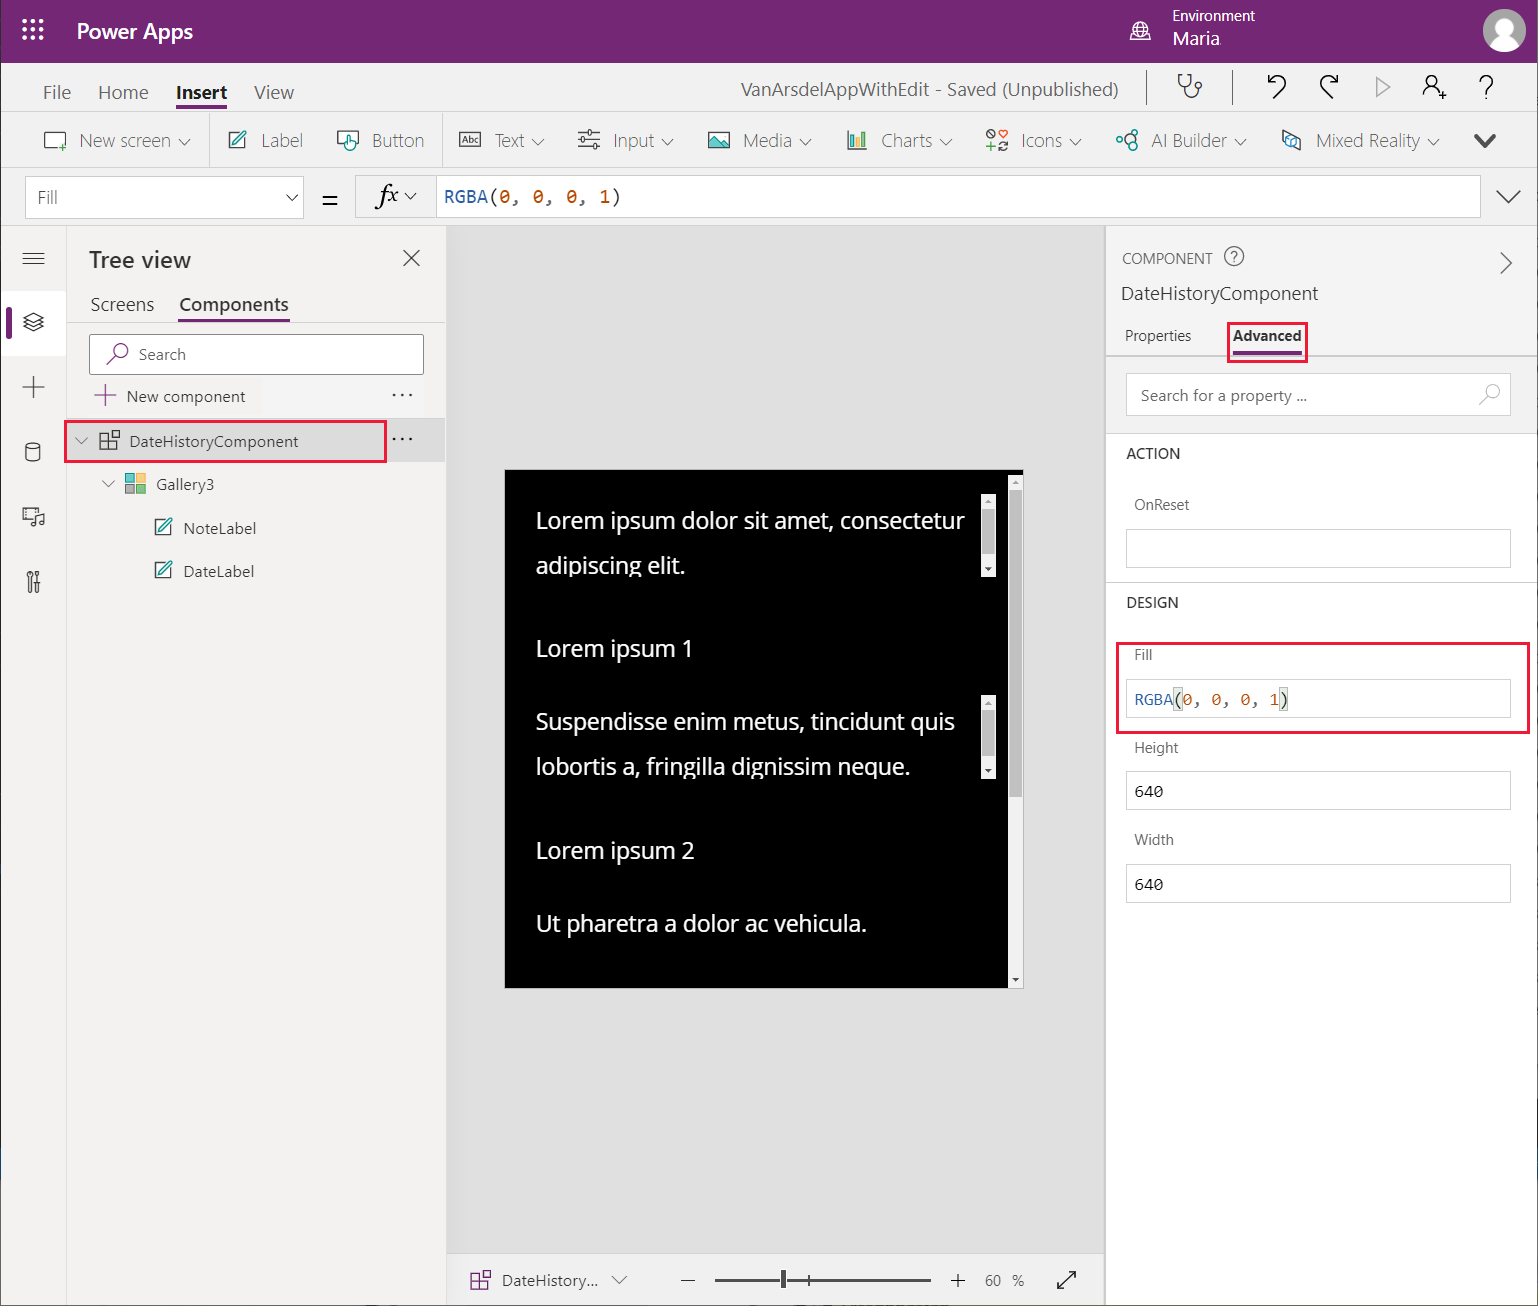 Power Apps
Environment
Maria
File Home Insert View
VanArsdelAppWithEdit - Saved (Unpublished)
New screen Label Button Abc Text Input Media Charts Icons AI Builder Mixed Reality
Fill = fx RGBA(0, 0, 0, 1)
Tree view
Screens Components
Search
New component
DateHistoryComponent
Gallery3
NoteLabel
DateLabel
Lorem ipsum dolor sit amet, consectetur
adipiscing elit.
Lorem ipsum 1
Suspendisse enim metus, tincidunt quis
lobortis a, fringilla dignissim neque.
Lorem ipsum 2
Ut pharetra a dolor ac vehicula.
DateHistory... 60 %
COMPONENT
DateHistoryComponent
Properties Advanced
Search for a property ...
ACTION
OnReset
DESIGN
Fill
RGBA(0, 0, 0, 1)
Height
640
Width
640